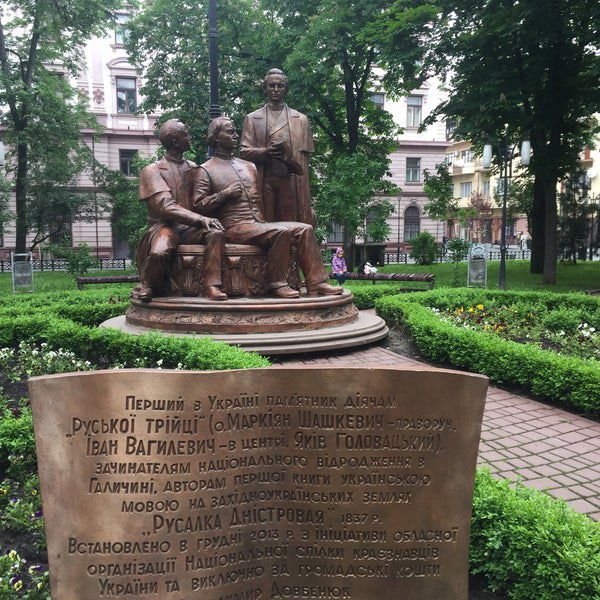 Перший в Україні пам'ятник діячам
„Руської трійці" (о.Маркіян Шашкевич - праворуч,
Іван Вагилевич - в центрі, Яків Головацький),
зачинателям національного відродження в
Галичині, авторам першої книги українською
мовою на західноукраїнських землях
„Русалка Дністровая" 1837 р.
Встановлено в грудні 2013 р. з ініціативи обласної
організації Національної спілки краєзнавців
України та виключно за громадські кошти
Довбенюк